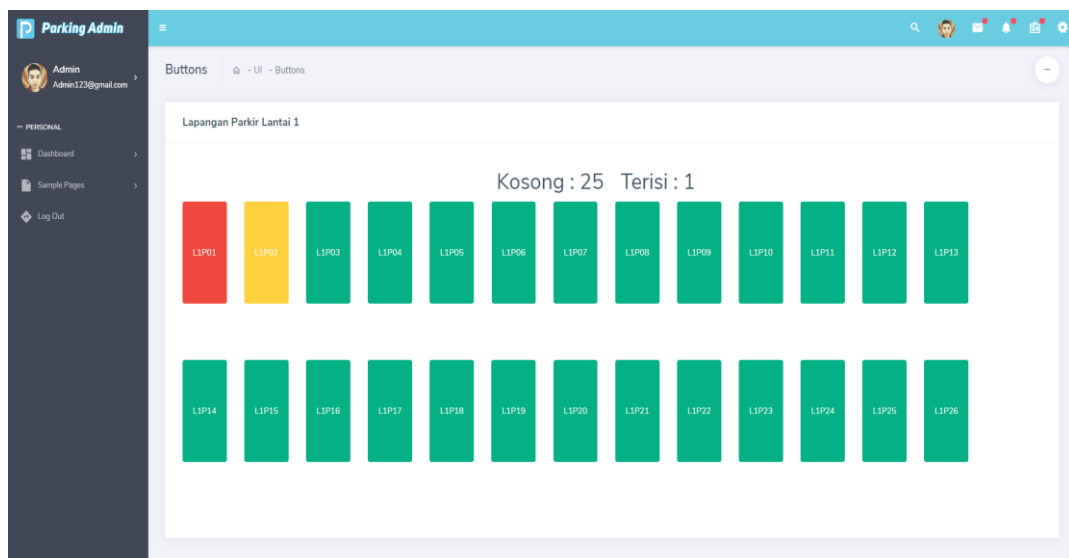 Parking Admin
Admin
Admin123@gmail.com
PERSONAL
Dashboard
Sample Pages
Log Out
Buttons - UI - Buttons
Lapangan Parkir Lantai 1
Kosong : 25 Terisi : 1
L1P01 L1P02 L1P03 L1P04 L1P05 L1P06 L1P07 L1P08 L1P09 L1P10 L1P11 L1P12 L1P13
L1P14 L1P15 L1P16 L1P17 L1P18 L1P19 L1P20 L1P21 L1P22 L1P23 L1P24 L1P25 L1P26